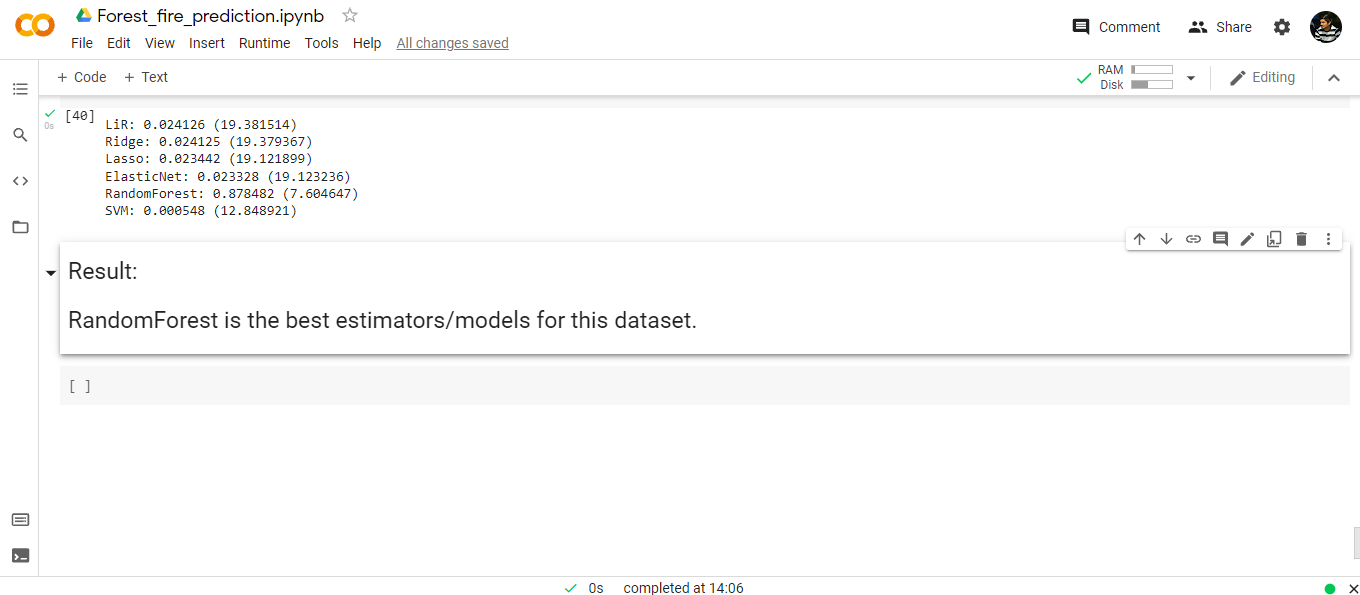 Forest_fire_prediction.ipynb
File Edit View Insert Runtime Tools Help All changes saved
Comment Share
+ Code + Text
RAM
Disk
Editing
0s
[40]
LiR: 0.024126 (19.381514)
Ridge: 0.024125 (19.379367)
Lasso: 0.023442 (19.121899)
ElasticNet: 0.023328 (19.123236)
RandomForest: 0.878482 (7.604647)
SVM: 0.000548 (12.848921)
Result:
RandomForest is the best estimators/models for this dataset.
[ ]
0s completed at 14:06